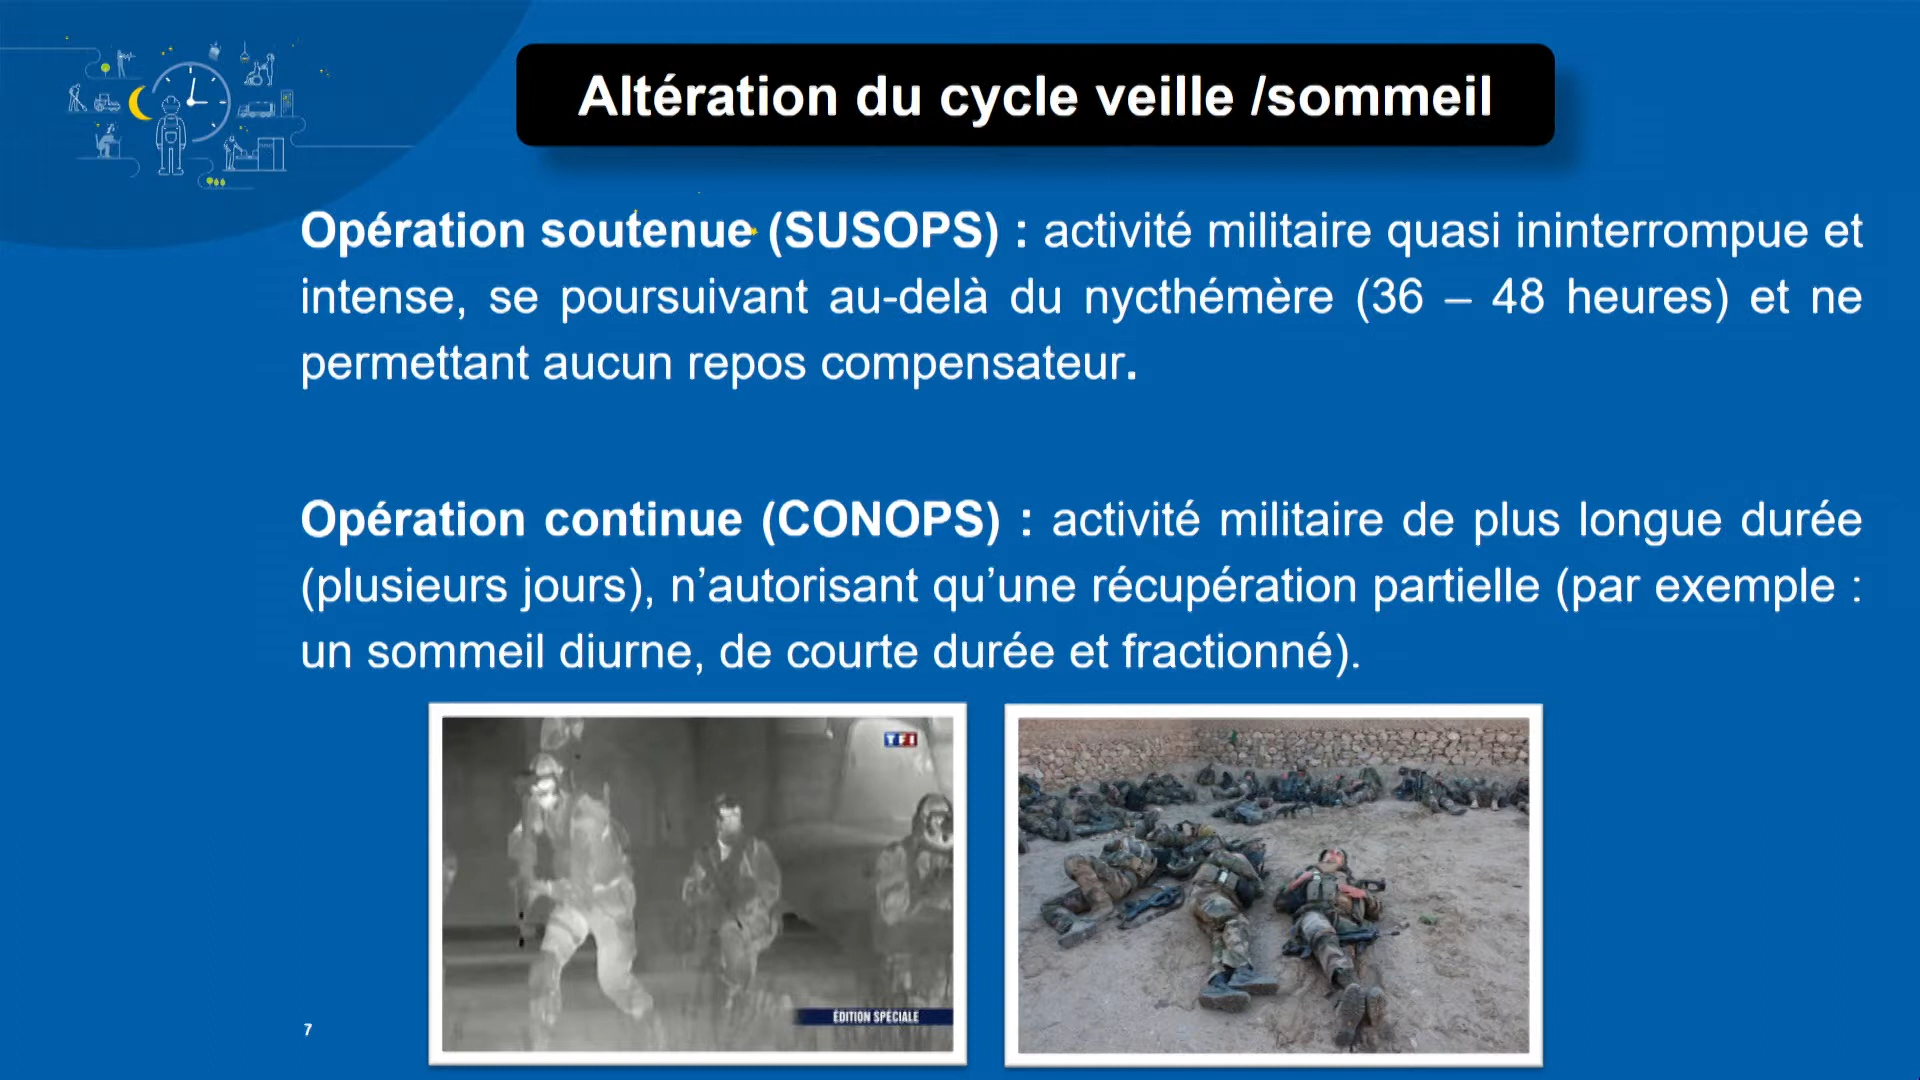 Altération du cycle veille /sommeil
Opération soutenue (SUSOPS) : activité militaire quasi ininterrompue et
intense, se poursuivant au-delà du nycthémère (36 – 48 heures) et ne
permettant aucun repos compensateur.
Opération continue (CONOPS) : activité militaire de plus longue durée
(plusieurs jours), n’autorisant qu’une récupération partielle (par exemple :
un sommeil diurne, de courte durée et fractionné).
TF1
ÉDITION SPÉCIALE
7